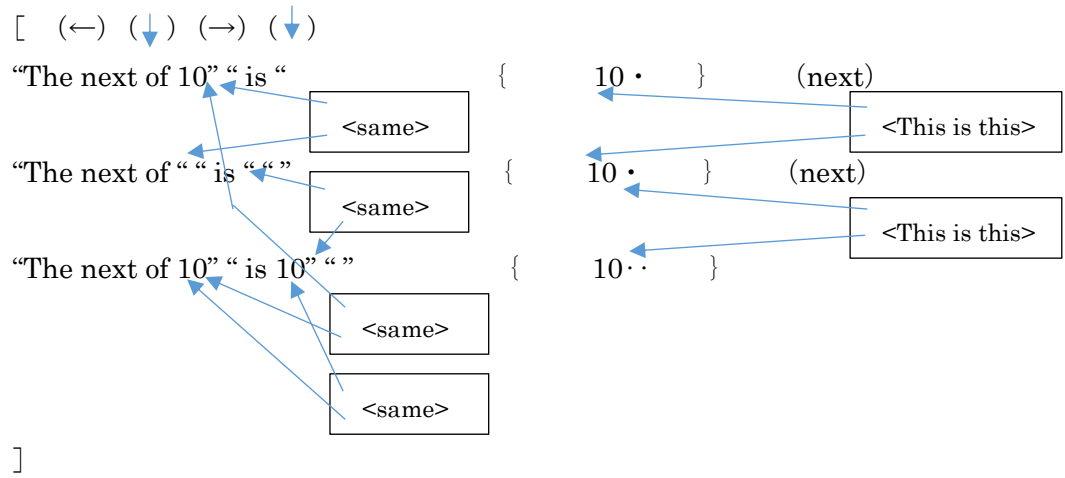 [ (←) (↓) (→) (↓)
“The next of 10” “ is “ { 10・ } (next)
<same> <This is this>
“The next of “ “ is “ “ ” { 10・ } (next)
<same> <This is this>
“The next of 10” “ is 10” “ ” { 10‥ }
<same>
<same>
]